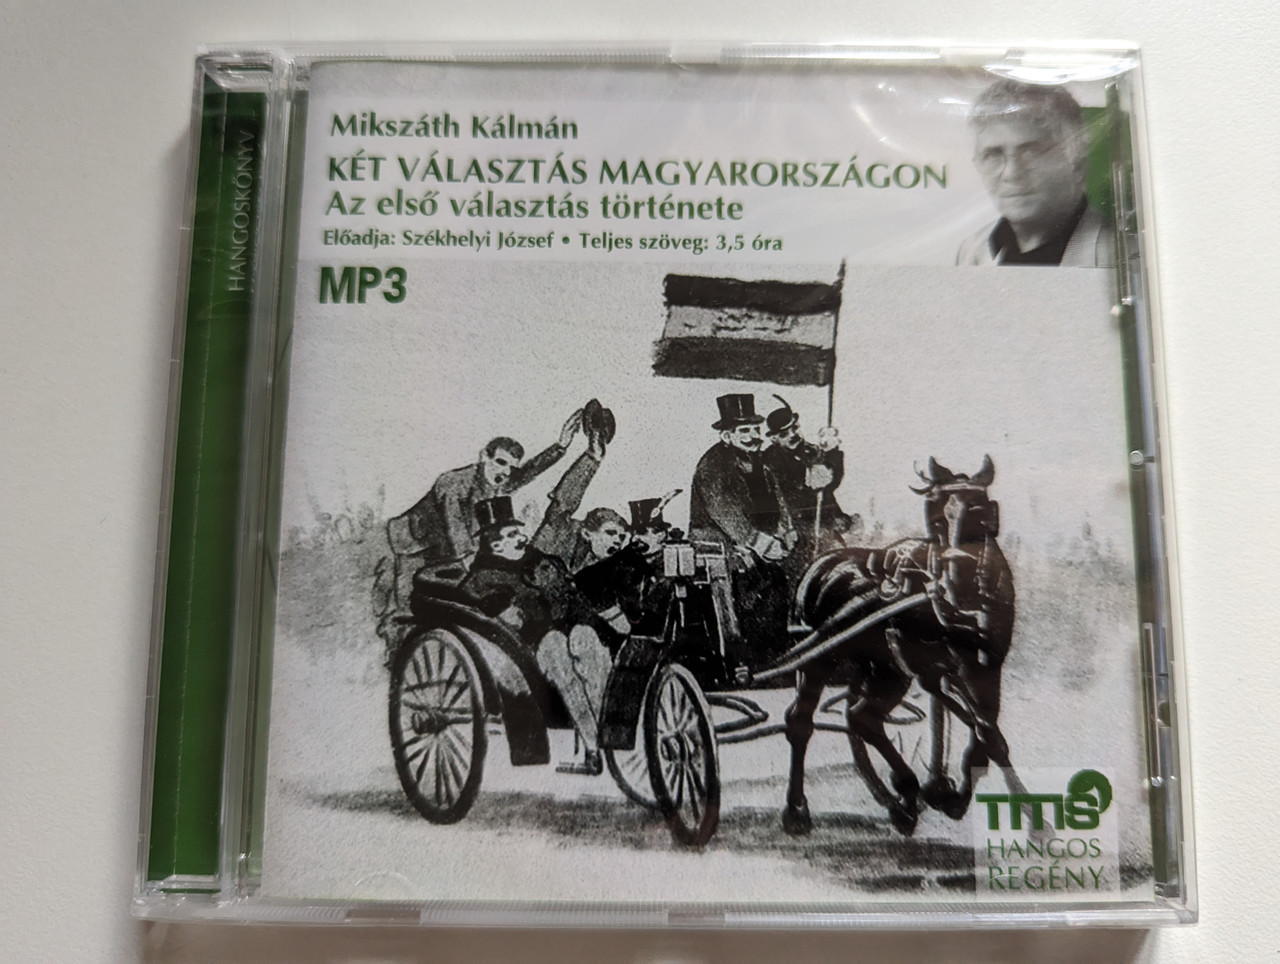 HANGOSKÖNYV
Mikszáth Kálmán
KÉT VÁLASZTÁS MAGYARORSZÁGON
Az első választás története
Előadja: Székhelyi József • Teljes szöveg: 3,5 óra
MP3
TITIS
HANGOS
REGÉNY